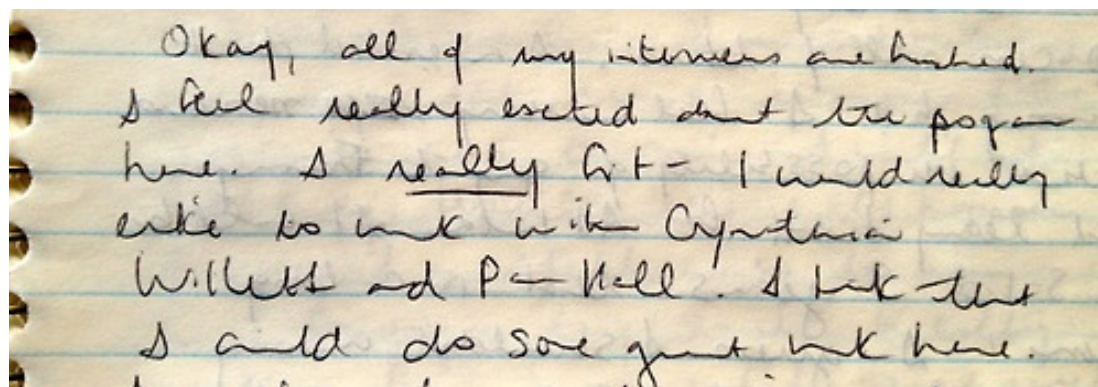 Okay, all of my interviews are finished.
I feel really excited about the program
here. I really fit – I would really
like to work with Cynthia
Willett and Pam Hall. I think that
I could do some great work here.